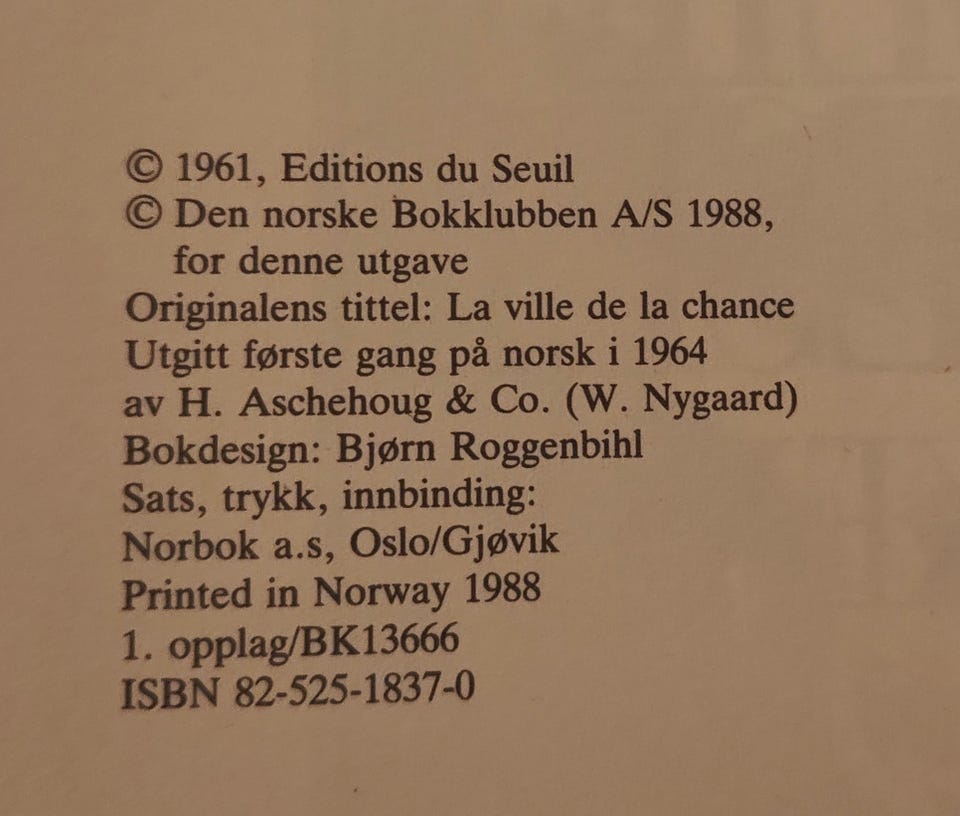 © 1961, Editions du Seuil
© Den norske Bokklubben A/S 1988,
for denne utgave
Originalens tittel: La ville de la chance
Utgitt første gang på norsk i 1964
av H. Aschehoug & Co. (W. Nygaard)
Bokdesign: Bjørn Roggenbihl
Sats, trykk, innbinding:
Norbok a.s, Oslo/Gjøvik
Printed in Norway 1988
1. opplag/BK13666
ISBN 82-525-1837-0